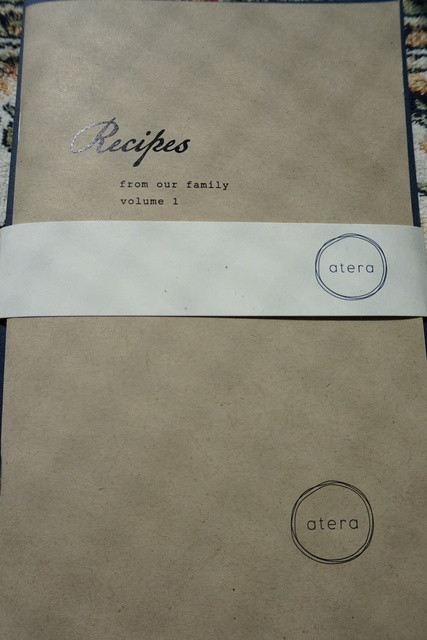 Recipes
from our family
volume 1
atera
atera